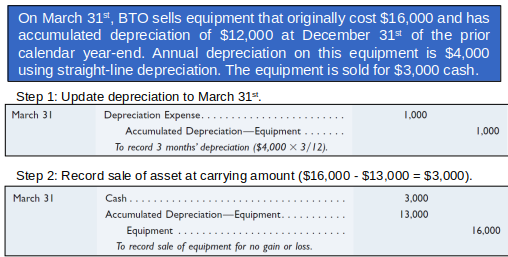 On March 31st, BTO sells equipment that originally cost $16,000 and has
accumulated depreciation of $12,000 at December 31st of the prior
calendar year-end. Annual depreciation on this equipment is $4,000
using straight-line depreciation. The equipment is sold for $3,000 cash.
Step 1: Update depreciation to March 31st.
March 31 Depreciation Expense. . . . . . . . . . . . . . . . . . . . . . . . . . 1,000
Accumulated Depreciation—Equipment . . . . . . . 1,000
To record 3 months' depreciation ($4,000 × 3/12).
Step 2: Record sale of asset at carrying amount ($16,000 - $13,000 = $3,000).
March 31 Cash . . . . . . . . . . . . . . . . . . . . . . . . . . . . . . . . . . . . . . 3,000
Accumulated Depreciation—Equipment. . . . . . . . . . . 13,000
Equipment . . . . . . . . . . . . . . . . . . . . . . . . . . . . . 16,000
To record sale of equipment for no gain or loss.